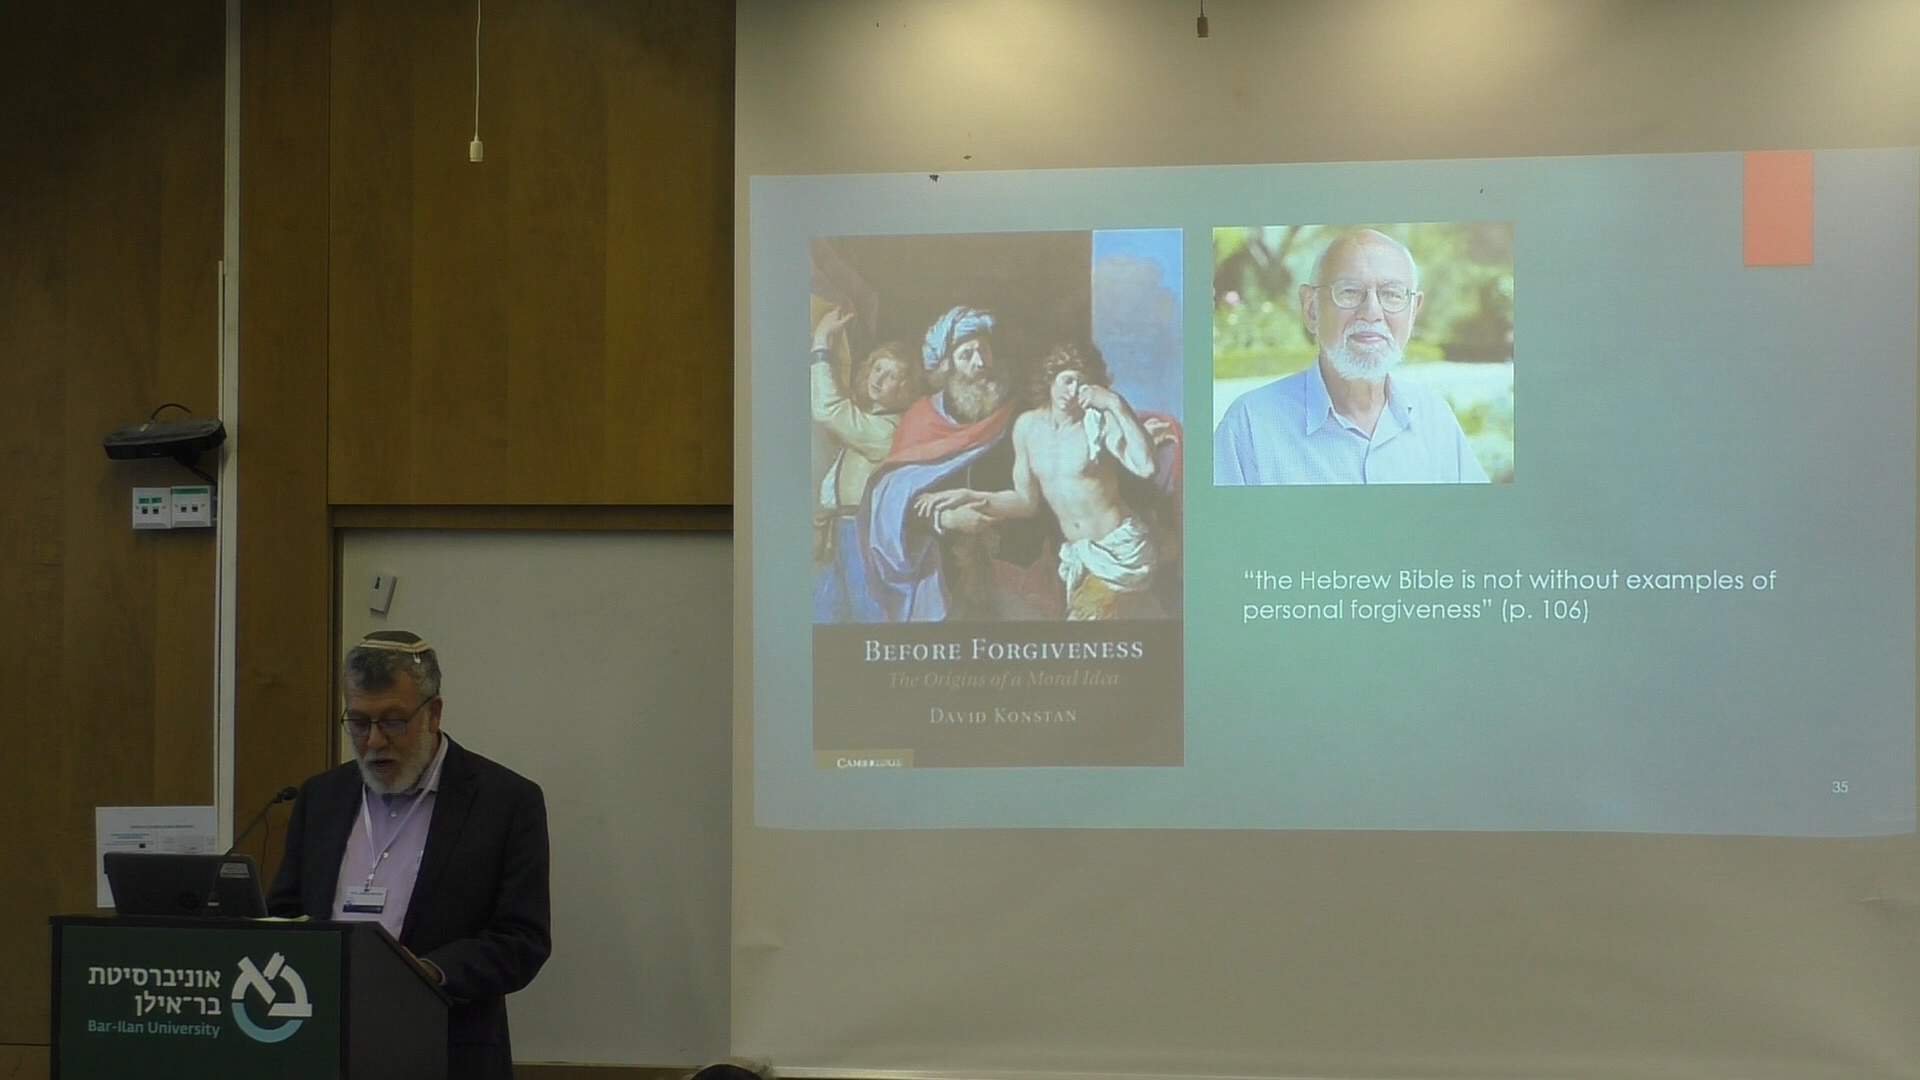 BEFORE FORGIVENESS
The Origins of a Moral Idea
DAVID KONSTAN
CAMBRIDGE
“the Hebrew Bible is not without examples of
personal forgiveness” (p. 106)
35
אוניברסיטת
בר־אילן
Bar-Ilan University